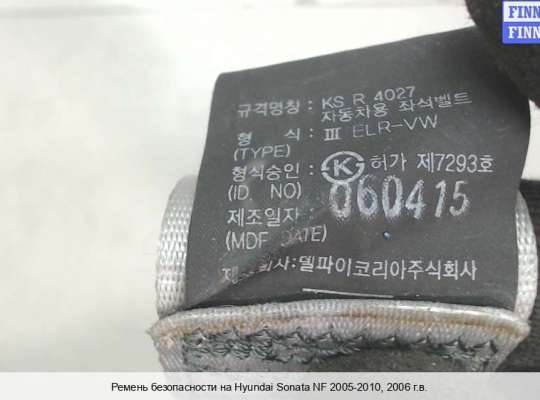 FINN
FINN
규격명칭 : KS R 4027
자동차용 좌석벨트
형 식 : Ⅲ ELR-VW
(TYPE)
형식승인 : K 허가 제7293호
(ID. NO)
제조일자 : 060415
(MDF DATE)
제 회사:델파이코리아주식회사
Ремень безопасности на Hyundai Sonata NF 2005-2010, 2006 г.в.